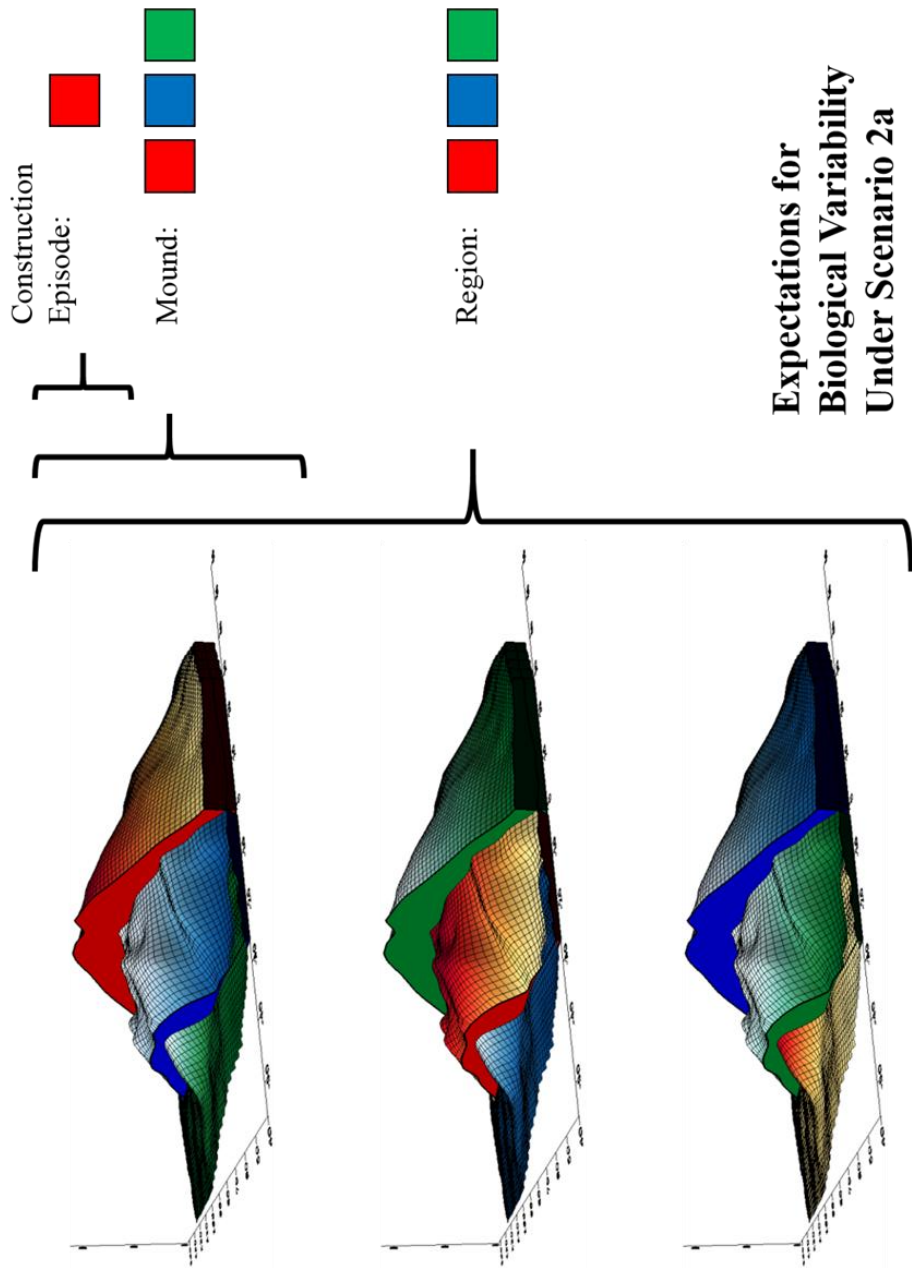 Construction
Episode:
Mound:
Region:
Expectations for
Biological Variability
Under Scenario 2a